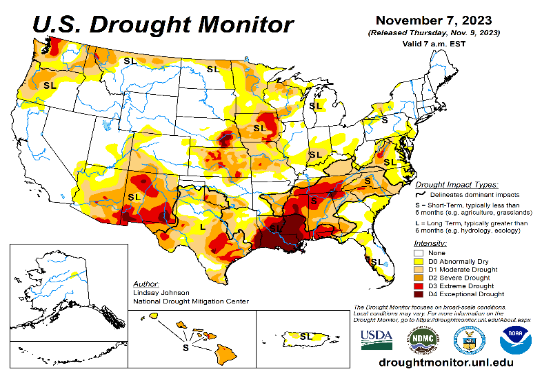 U.S. Drought Monitor
November 7, 2023
(Released Thursday, Nov. 9, 2023)
Valid 7 a.m. EST
SL
SL
SL
SL
SL
SL
S
SL
SL
SL
S
S
L
SL
SL
SL
S
Drought Impact Types:
Delineates dominant impacts
S = Short-Term, typically less than
6 months (e.g. agriculture, grasslands)
L = Long-Term, typically greater than
6 months (e.g. hydrology, ecology)
Intensity:
None
D0 Abnormally Dry
D1 Moderate Drought
D2 Severe Drought
D3 Extreme Drought
D4 Exceptional Drought
Author:
Lindsay Johnson
National Drought Mitigation Center
The Drought Monitor focuses on broad-scale conditions.
Local conditions may vary. For more information on the
Drought Monitor, go to https://droughtmonitor.unl.edu/About.aspx
USDA
NDMC
NOAA
droughtmonitor.unl.edu